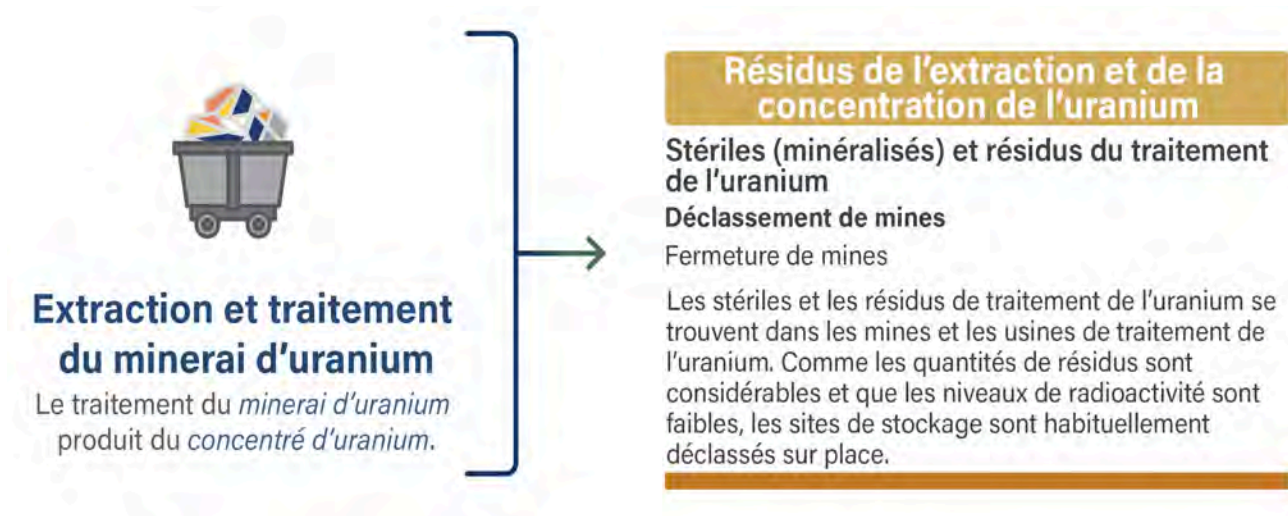 Extraction et traitement
du minerai d'uranium
Le traitement du minerai d'uranium
produit du concentré d'uranium.
Résidus de l'extraction et de la
concentration de l'uranium
Stériles (minéralisés) et résidus du traitement
de l'uranium
Déclassement de mines
Fermeture de mines
Les stériles et les résidus de traitement de l'uranium se
trouvent dans les mines et les usines de traitement de
l'uranium. Comme les quantités de résidus sont
considérables et que les niveaux de radioactivité sont
faibles, les sites de stockage sont habituellement
déclassés sur place.